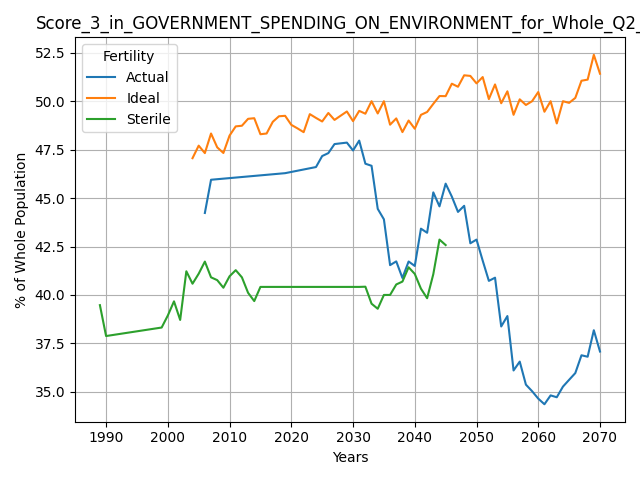 Score_3_in_GOVERNMENT_SPENDING_ON_ENVIRONMENT_for_Whole_Q2_
Fertility
Actual
Ideal
Sterile
% of Whole Population
52.5
50.0
47.5
45.0
42.5
40.0
37.5
35.0
1990 2000 2010 2020 2030 2040 2050 2060 2070
Years